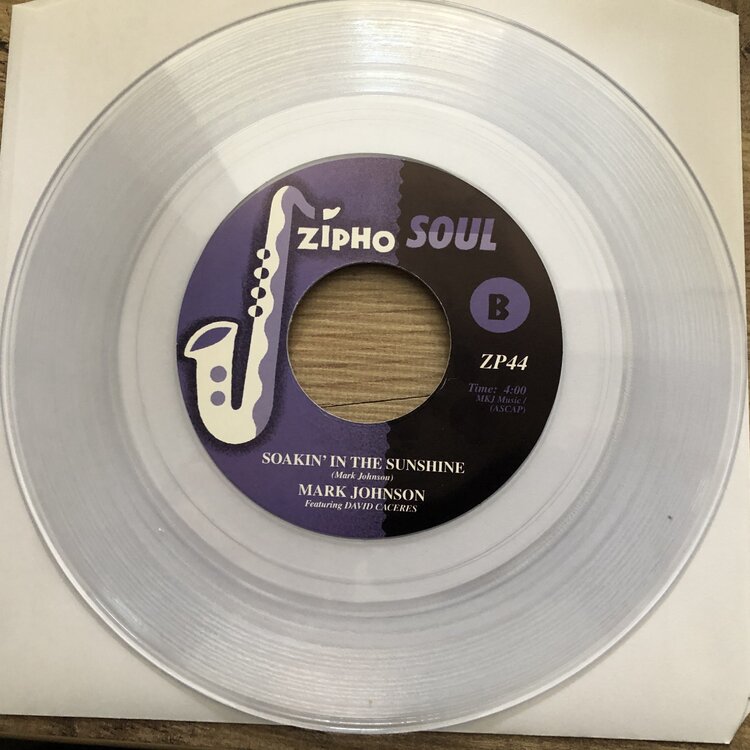 ZIPHO SOUL
B
ZP44
Time: 4:00
MKJ Music /
(ASCAP)
SOAKIN' IN THE SUNSHINE
(Mark Johnson)
MARK JOHNSON
Featuring DAVID CACERES